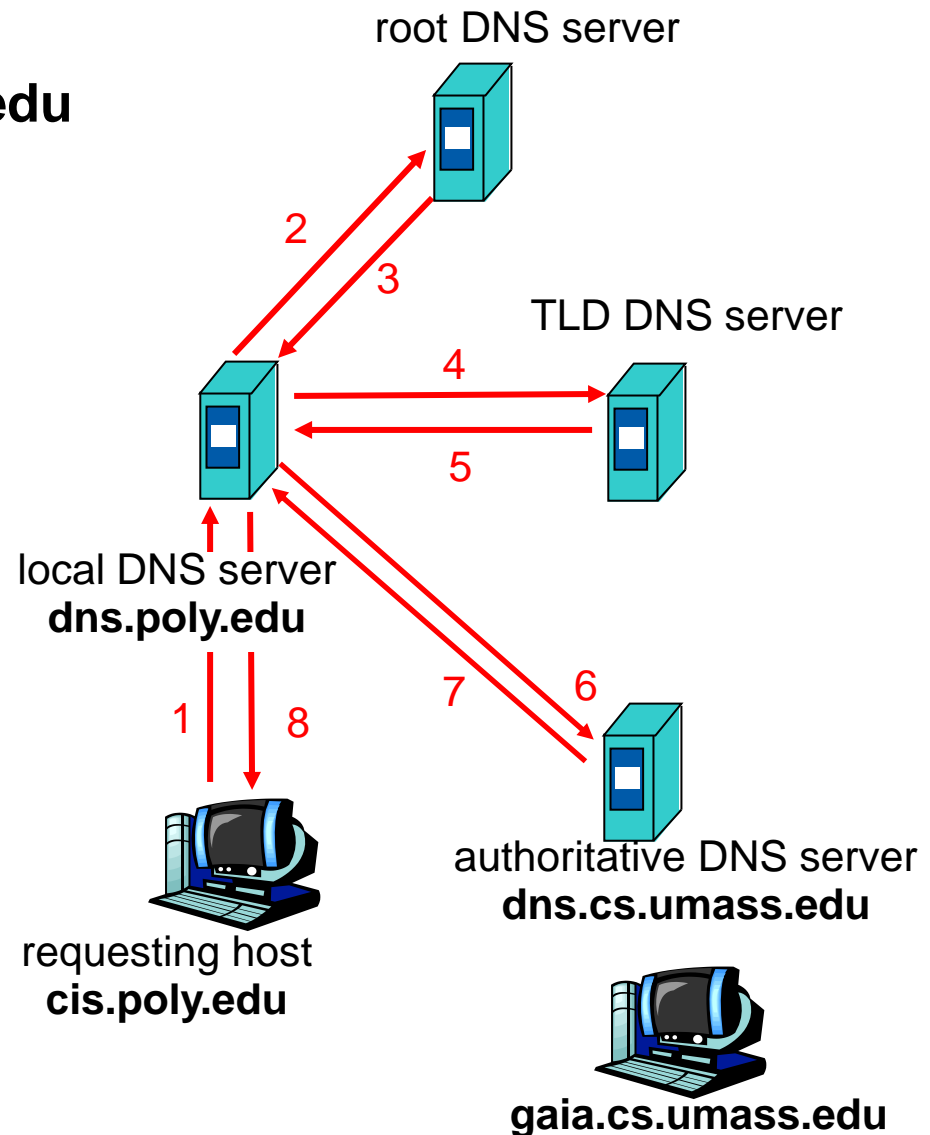 root DNS server
edu
2
3
TLD DNS server
4
5
local DNS server
dns.poly.edu
7
6
1
8
authoritative DNS server
dns.cs.umass.edu
requesting host
cis.poly.edu
gaia.cs.umass.edu